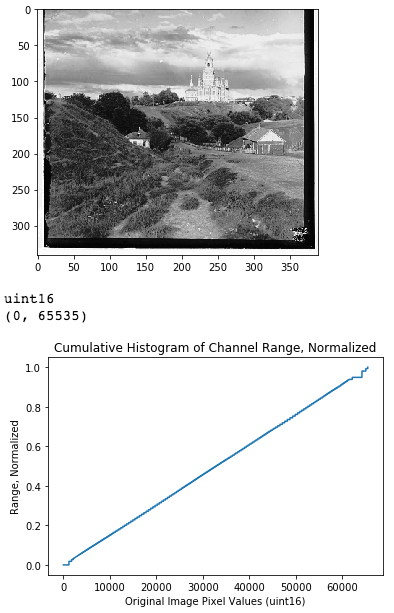 0
50
100
150
200
250
300
0 50 100 150 200 250 300 350
uint16
(0, 65535)
Cumulative Histogram of Channel Range, Normalized
1.0
0.8
0.6
0.4
0.2
0.0
Range, Normalized
0 10000 20000 30000 40000 50000 60000
Original Image Pixel Values (uint16)